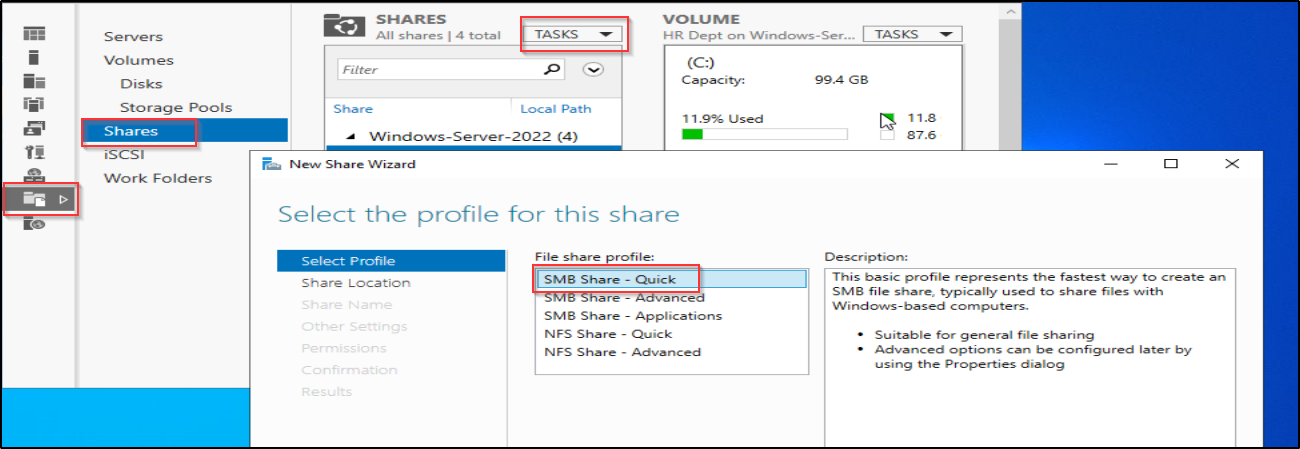 Servers
Volumes
Disks
Storage Pools
Shares
iSCSI
Work Folders
SHARES
All shares | 4 total
TASKS
Filter
Share Local Path
Windows-Server-2022 (4)
VOLUME
HR Dept on Windows-Ser...
TASKS
(C:)
Capacity: 99.4 GB
11.9% Used 11.8
87.6
New Share Wizard
Select the profile for this share
Select Profile
Share Location
Share Name
Other Settings
Permissions
Confirmation
Results
File share profile:
SMB Share - Quick
SMB Share - Advanced
SMB Share - Applications
NFS Share - Quick
NFS Share - Advanced
Description:
This basic profile represents the fastest way to create an
SMB file share, typically used to share files with
Windows-based computers.
• Suitable for general file sharing
• Advanced options can be configured later by
using the Properties dialog